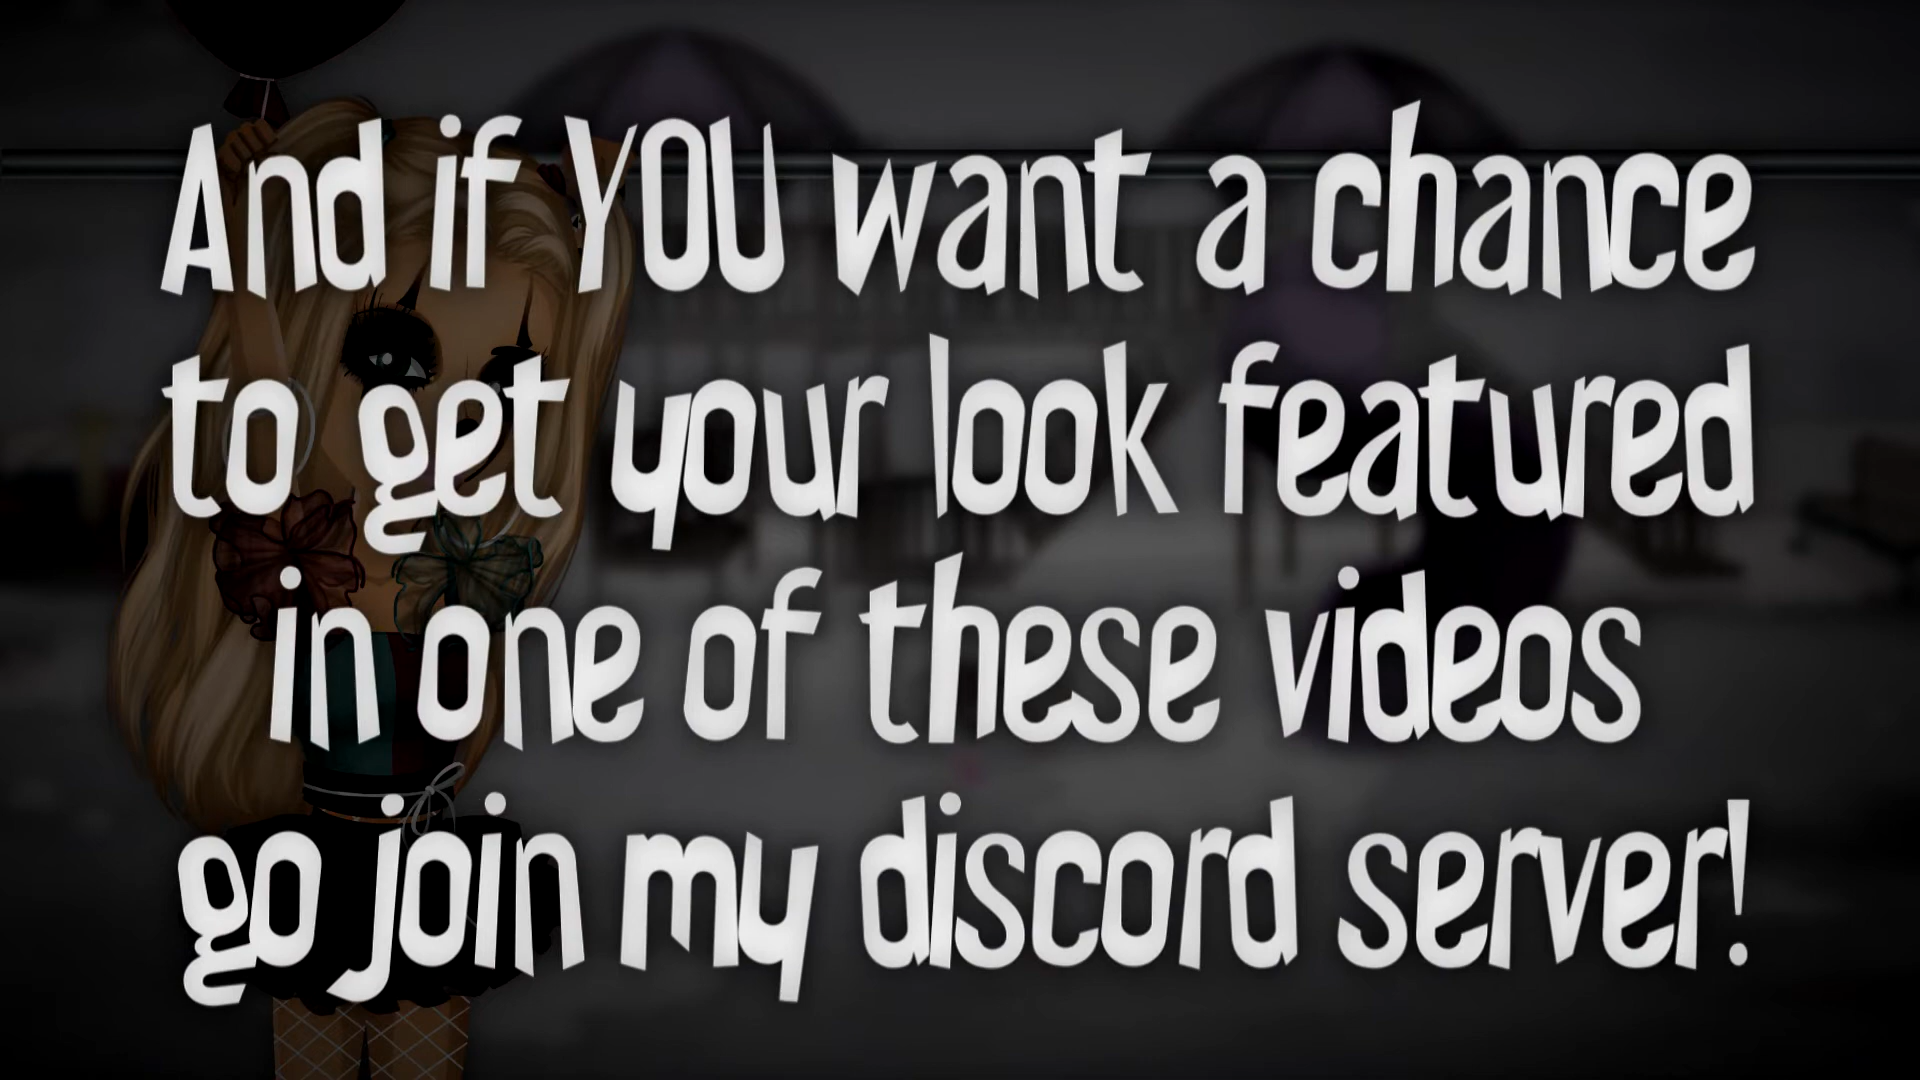 And if YOU want a chance
to get your look featured
in one of these videos
go join my discord server!